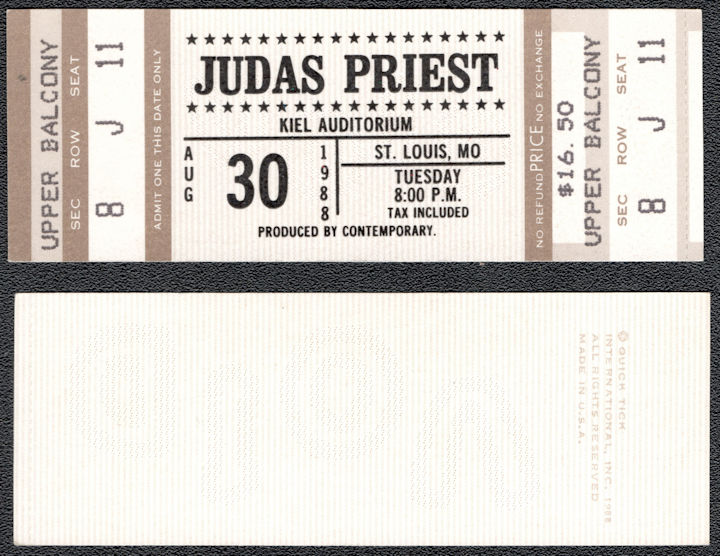 UPPER BALCONY
SEC ROW SEAT
8 J 11
ADMIT ONE THIS DATE ONLY
JUDAS PRIEST
KIEL AUDITORIUM
AUG 30 1988
ST. LOUIS, MO
TUESDAY
8:00 P.M.
TAX INCLUDED
PRODUCED BY CONTEMPORARY.
NO REFUND PRICE NO EXCHANGE
$16.50
UPPER BALCONY
SEC ROW SEAT
8 J 11
© QUICK TICK
INTERNATIONAL, INC. 1988
ALL RIGHTS RESERVED
MADE IN U.S.A.